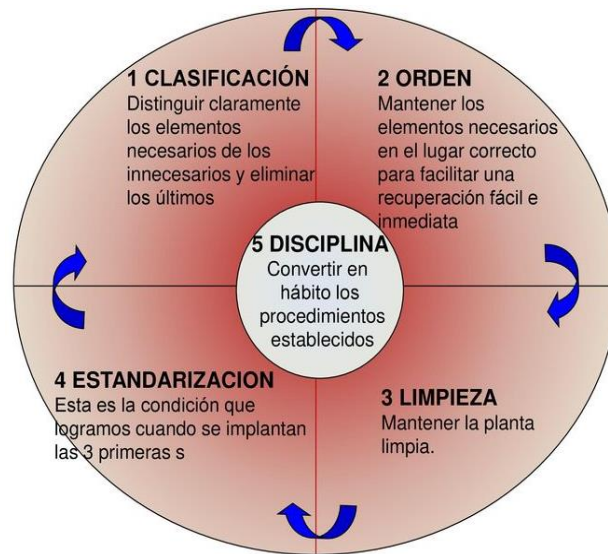 1 CLASIFICACIÓN
Distinguir claramente
los elementos
necesarios de los
innecesarios y eliminar
los últimos
2 ORDEN
Mantener los
elementos necesarios
en el lugar correcto
para facilitar una
recuperación fácil e
inmediata
5 DISCIPLINA
Convertir en
hábito los
procedimientos
establecidos
4 ESTANDARIZACION
Esta es la condición que
logramos cuando se implantan
las 3 primeras s
3 LIMPIEZA
Mantener la planta
limpia.